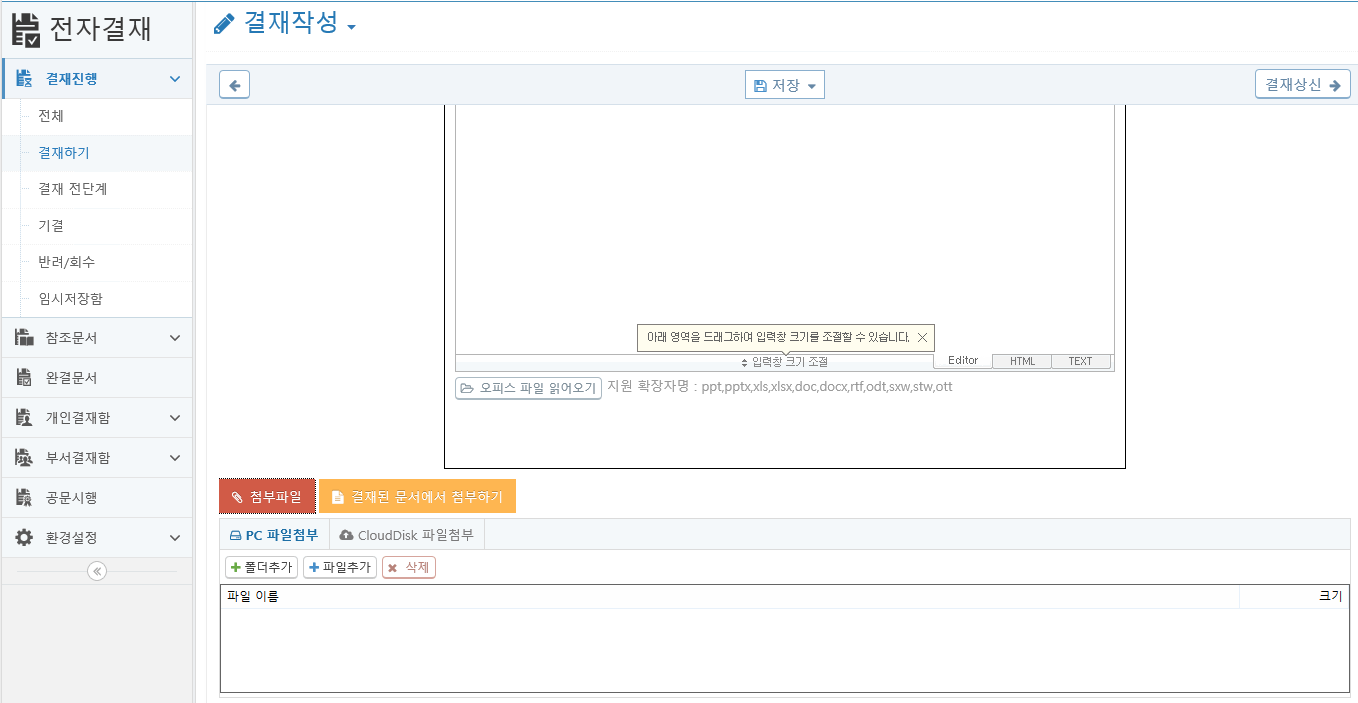 전자결재
결재진행
전체
결재하기
결재 전단계
기결
반려/회수
임시저장함
참조문서
완결문서
개인결재함
부서결재함
공문시행
환경설정
결재작성
저장
결재상신
아래 영역을 드래그하여 입력창 크기를 조절할 수 있습니다.
입력창 크기 조절
Editor HTML TEXT
오피스 파일 읽어오기 지원 확장자명 : ppt,pptx,xls,xlsx,doc,docx,rtf,odt,sxw,stw,ott
첨부파일 결재된 문서에서 첨부하기
PC 파일첨부 CloudDisk 파일첨부
폴더추가 파일추가 삭제
파일 이름 크기